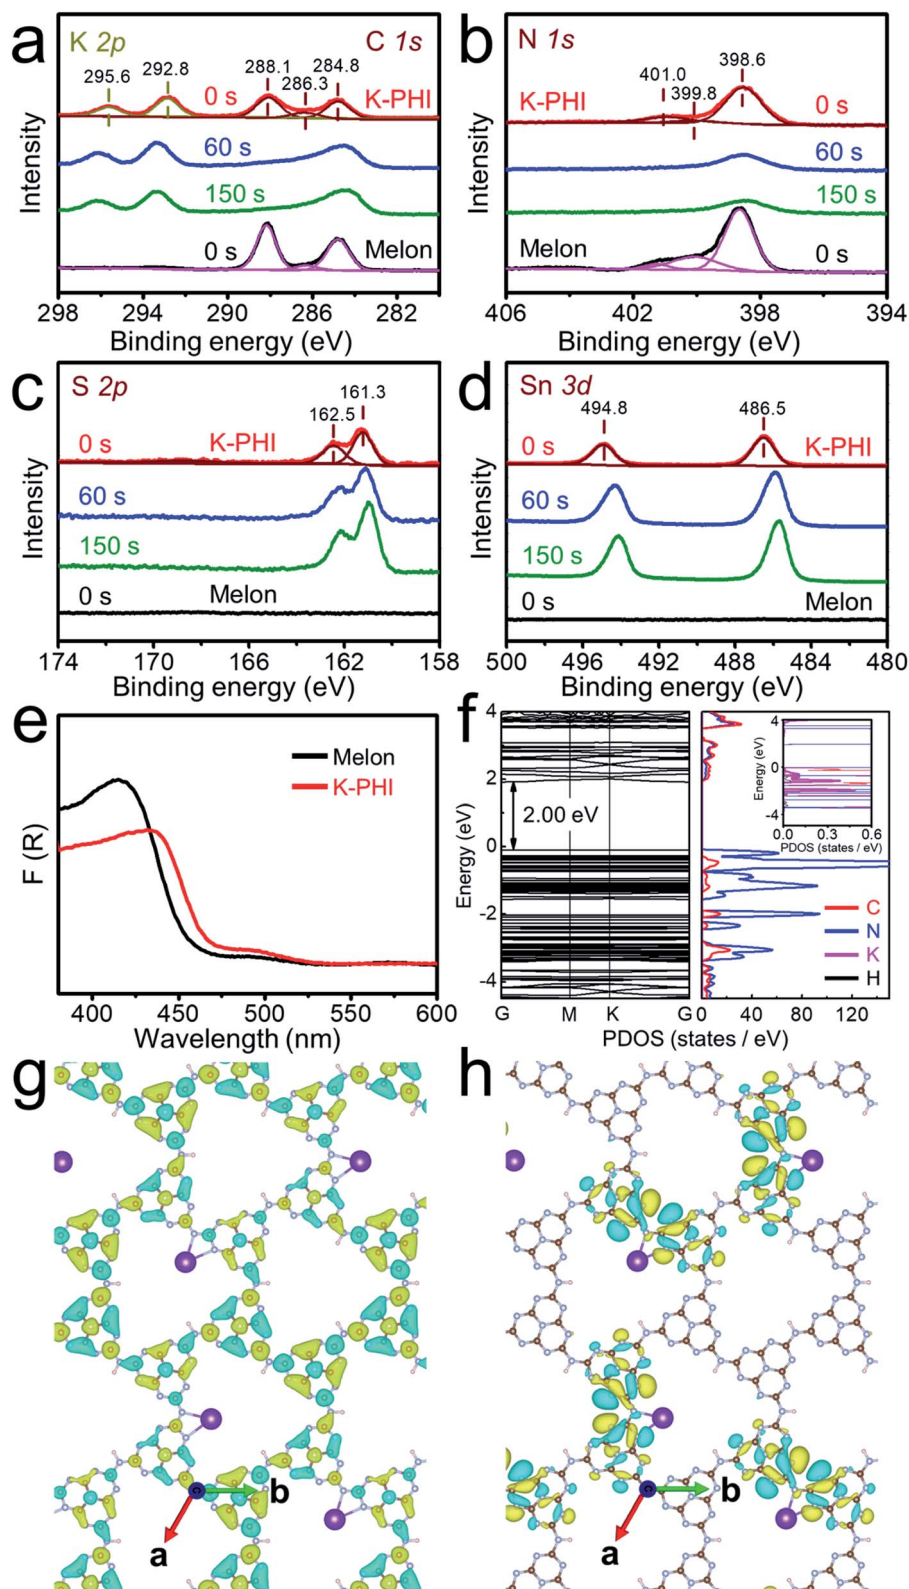 a
K 2p
C 1s
295.6
292.8
288.1
286.3
284.8
0 s
K-PHI
60 s
150 s
0 s
Melon
Intensity
298 294 290 286 282
Binding energy (eV)
b
N 1s
401.0
399.8
398.6
K-PHI
0 s
60 s
150 s
Melon
0 s
Intensity
406 402 398 394
Binding energy (eV)
c
S 2p
162.5
161.3
0 s
K-PHI
60 s
150 s
0 s
Melon
Intensity
174 170 166 162 158
Binding energy (eV)
d
Sn 3d
494.8
486.5
0 s
K-PHI
60 s
150 s
0 s
Melon
Intensity
500 496 492 488 484 480
Binding energy (eV)
e
Melon
K-PHI
F (R)
400 450 500 550 600
Wavelength (nm)
f
4
2
0
-2
-4
Energy (eV)
2.00 eV
G M K G
4
0
-4
Energy (eV)
0.0 0.3 0.6
PDOS (states / eV)
C
N
K
H
0 40 80 120
PDOS (states / eV)
g
c
b
a
h
c
b
a